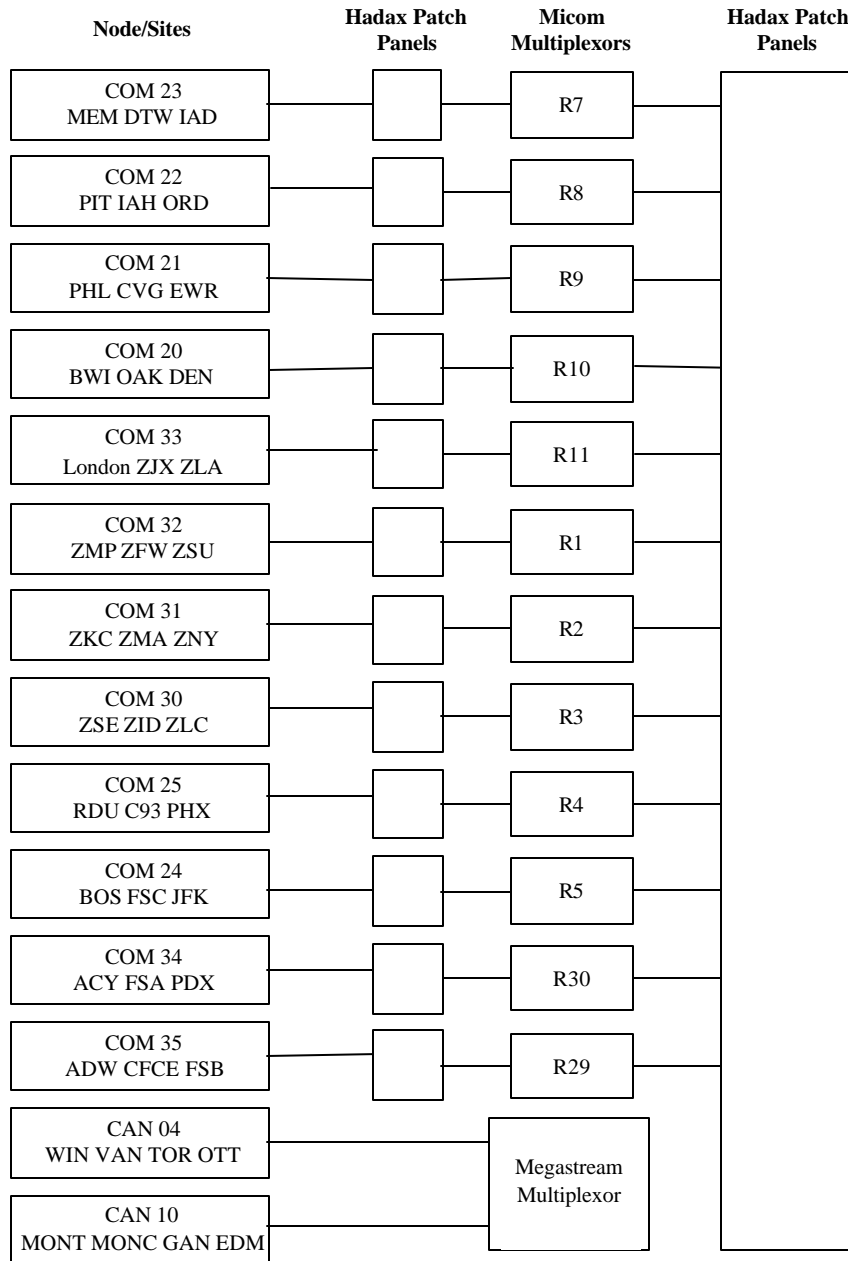 Node/Sites
Hadax Patch
Panels
Micom
Multiplexors
Hadax Patch
Panels
COM 23
MEM DTW IAD
R7
COM 22
PIT IAH ORD
R8
COM 21
PHL CVG EWR
R9
COM 20
BWI OAK DEN
R10
COM 33
London ZJX ZLA
R11
COM 32
ZMP ZFW ZSU
R1
COM 31
ZKC ZMA ZNY
R2
COM 30
ZSE ZID ZLC
R3
COM 25
RDU C93 PHX
R4
COM 24
BOS FSC JFK
R5
COM 34
ACY FSA PDX
R30
COM 35
ADW CFCE FSB
R29
CAN 04
WIN VAN TOR OTT
Megastream
Multiplexor
CAN 10
MONT MONC GAN EDM